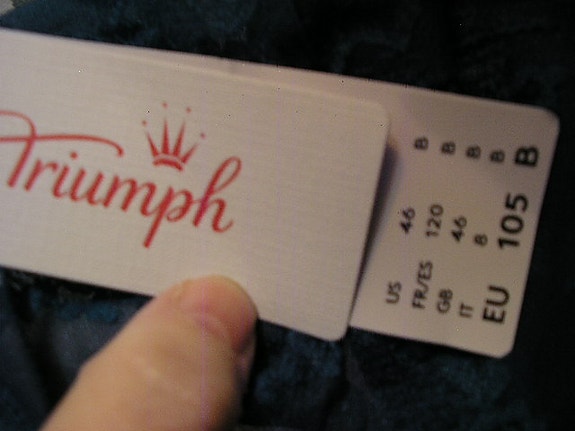 Triumph
US 46 B
FR/ES 120 B
GB 46 B
IT 8 B
EU 105 B